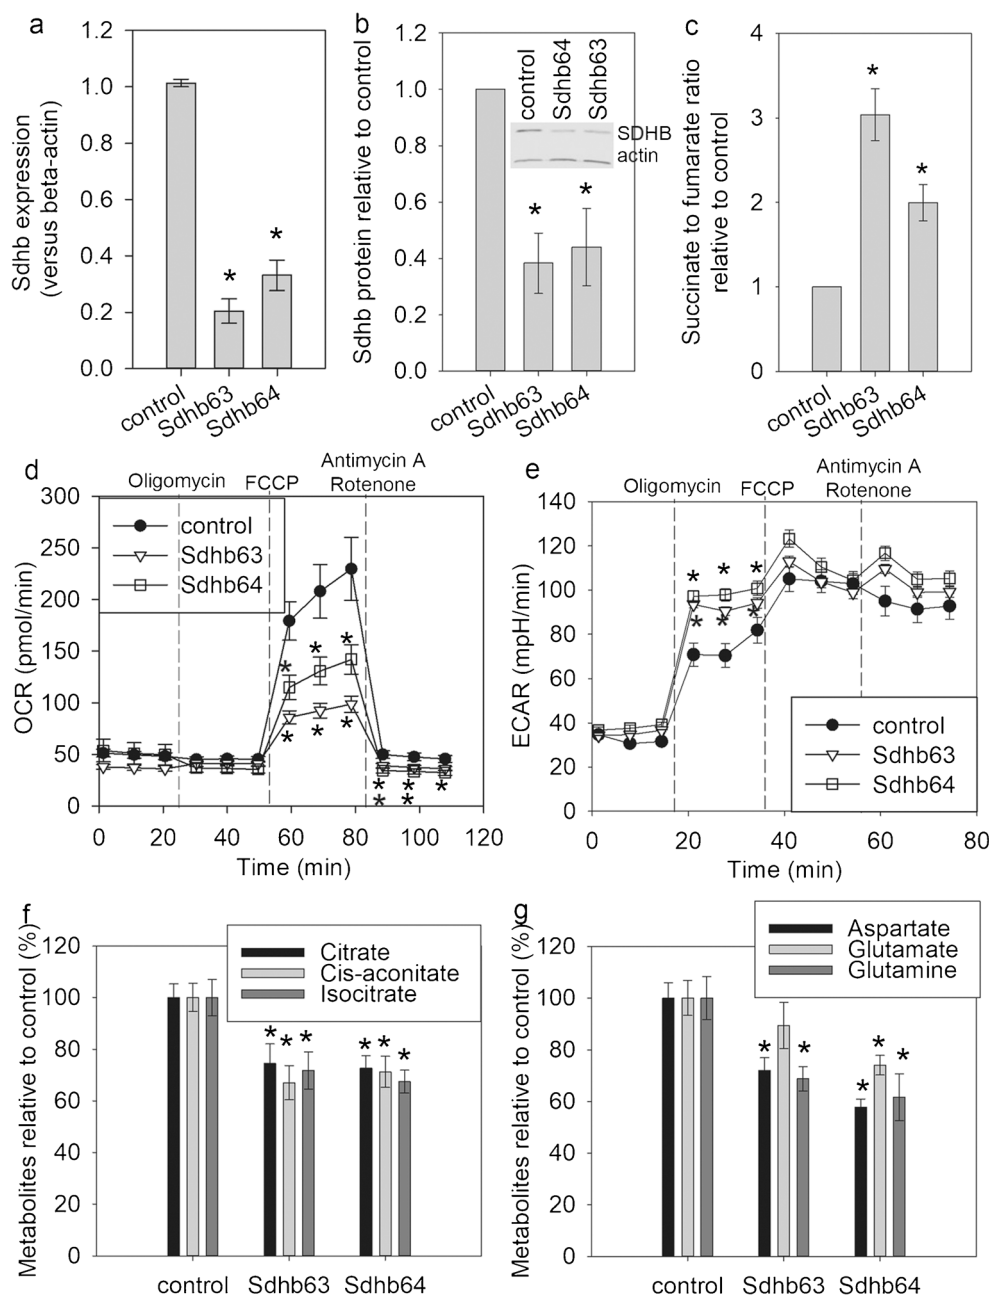 a
Sdhb expression
(versus beta-actin)
1.2
1.0
0.8
0.6
0.4
0.2
0.0
*
*
control
Sdhb63
Sdhb64
b
Sdhb protein relative to control
1.2
1.0
0.8
0.6
0.4
0.2
0.0
control
Sdhb64
Sdhb63
SDHB
actin
*
*
control
Sdhb63
Sdhb64
c
Succinate to fumarate ratio
relative to control
4
3
2
1
0
*
*
control
Sdhb63
Sdhb64
d
Oligomycin
FCCP
Antimycin A
Rotenone
OCR (pmol/min)
300
250
200
150
100
50
0
control
Sdhb63
Sdhb64
* * *
* * *
* * *
* *
0 20 40 60 80 100 120
Time (min)
e
Oligomycin
FCCP
Antimycin A
Rotenone
ECAR (mpH/min)
140
120
100
80
60
40
20
0
* * *
* * *
control
Sdhb63
Sdhb64
0 20 40 60 80
Time (min)
f
Metabolites relative to control (%)
120
100
80
60
40
20
0
Citrate
Cis-aconitate
Isocitrate
* * * * * *
control Sdhb63 Sdhb64
g
Metabolites relative to control (%)
120
100
80
60
40
20
0
Aspartate
Glutamate
Glutamine
* * * * *
control Sdhb63 Sdhb64